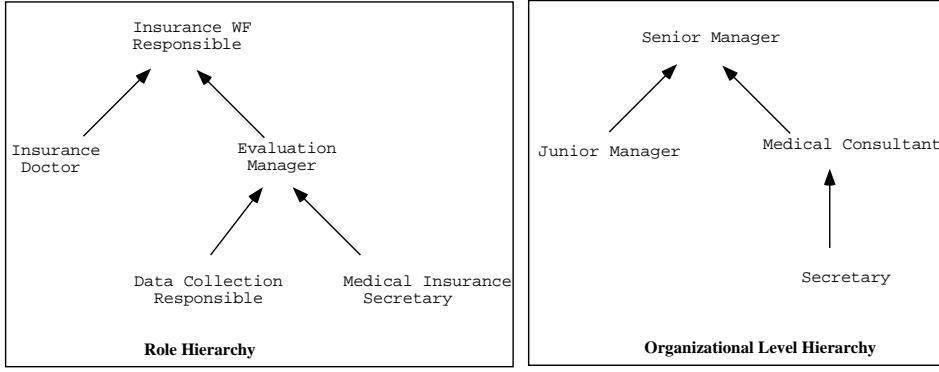 Insurance WF
Responsible
Insurance
Doctor
Evaluation
Manager
Data Collection
Responsible
Medical Insurance
Secretary
Role Hierarchy
Senior Manager
Junior Manager
Medical Consultant
Secretary
Organizational Level Hierarchy